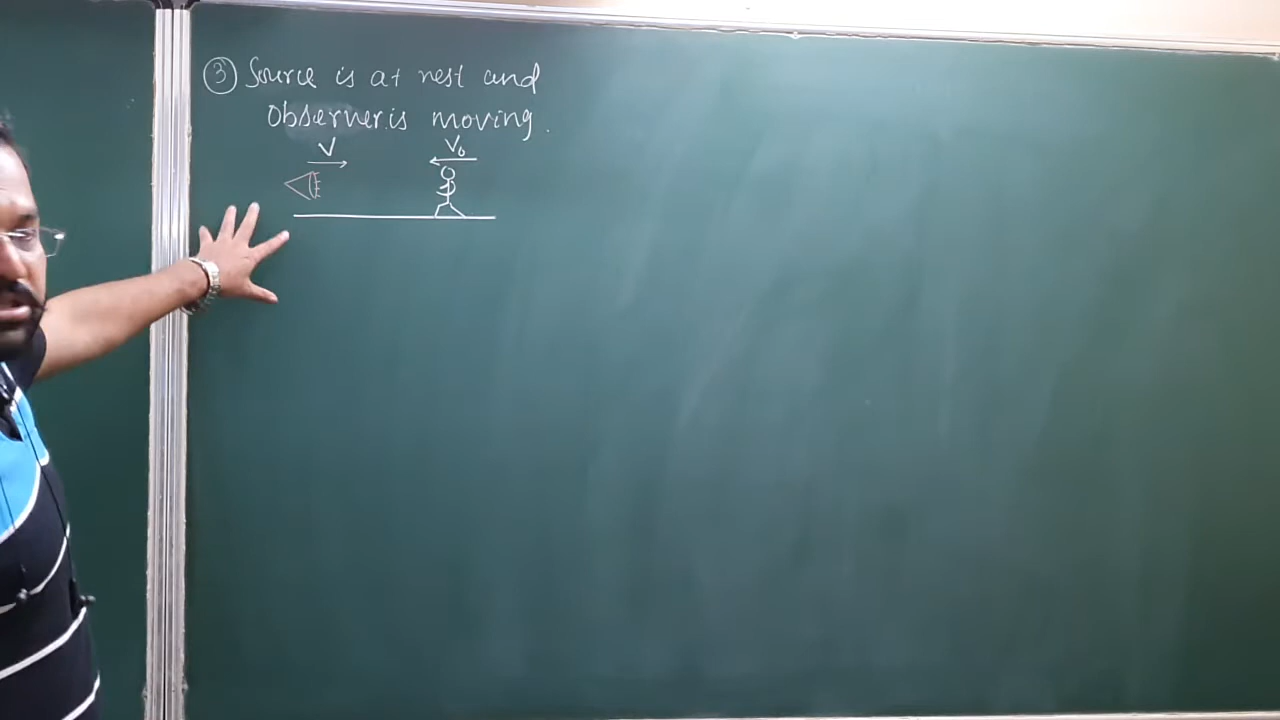 ③ Source is at rest and
Observer is moving.
V V₀